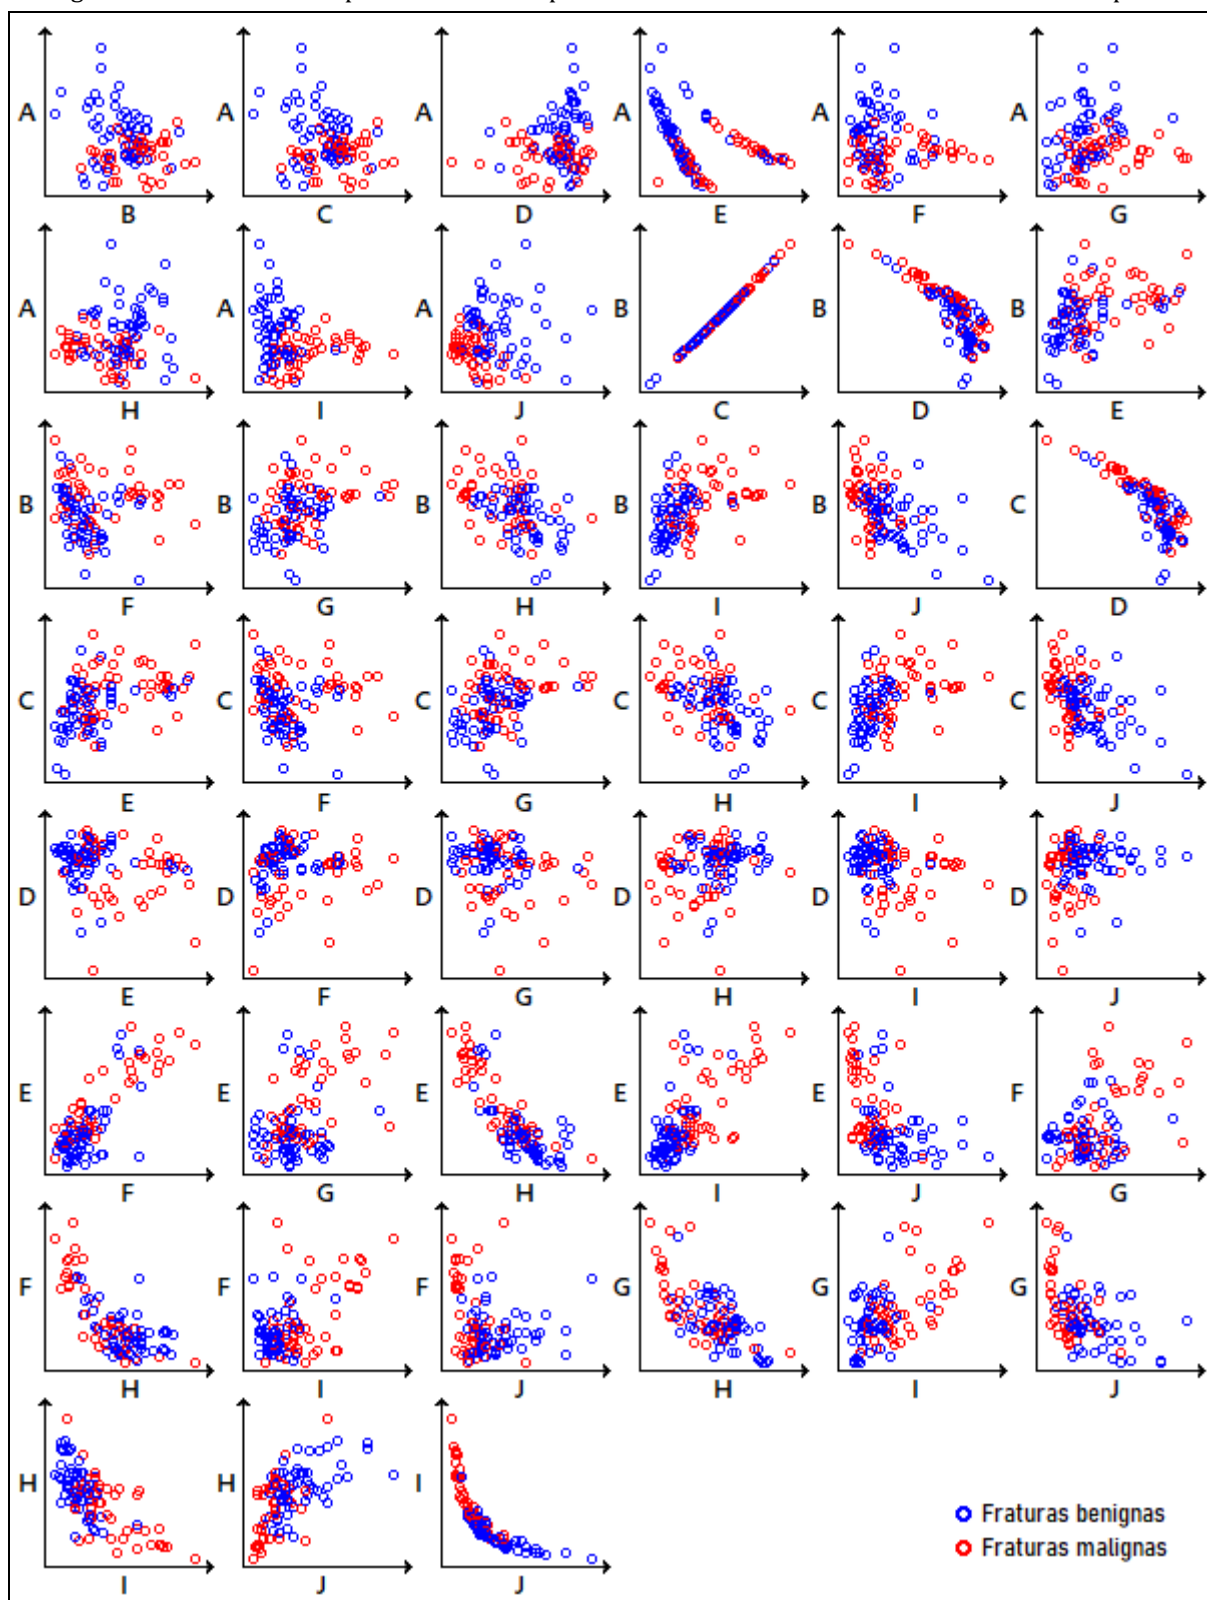 A A A A A A
B C D E F G
A A A B B B
H I J C D E
B B B B B C
F G H I J D
C C C C C C
E F G H I J
D D D D D D
E F G H I J
E E E E E F
F G H I J G
F F F G G G
H I J H I J
H H I
I J J
Fraturas benignas
Fraturas malignas